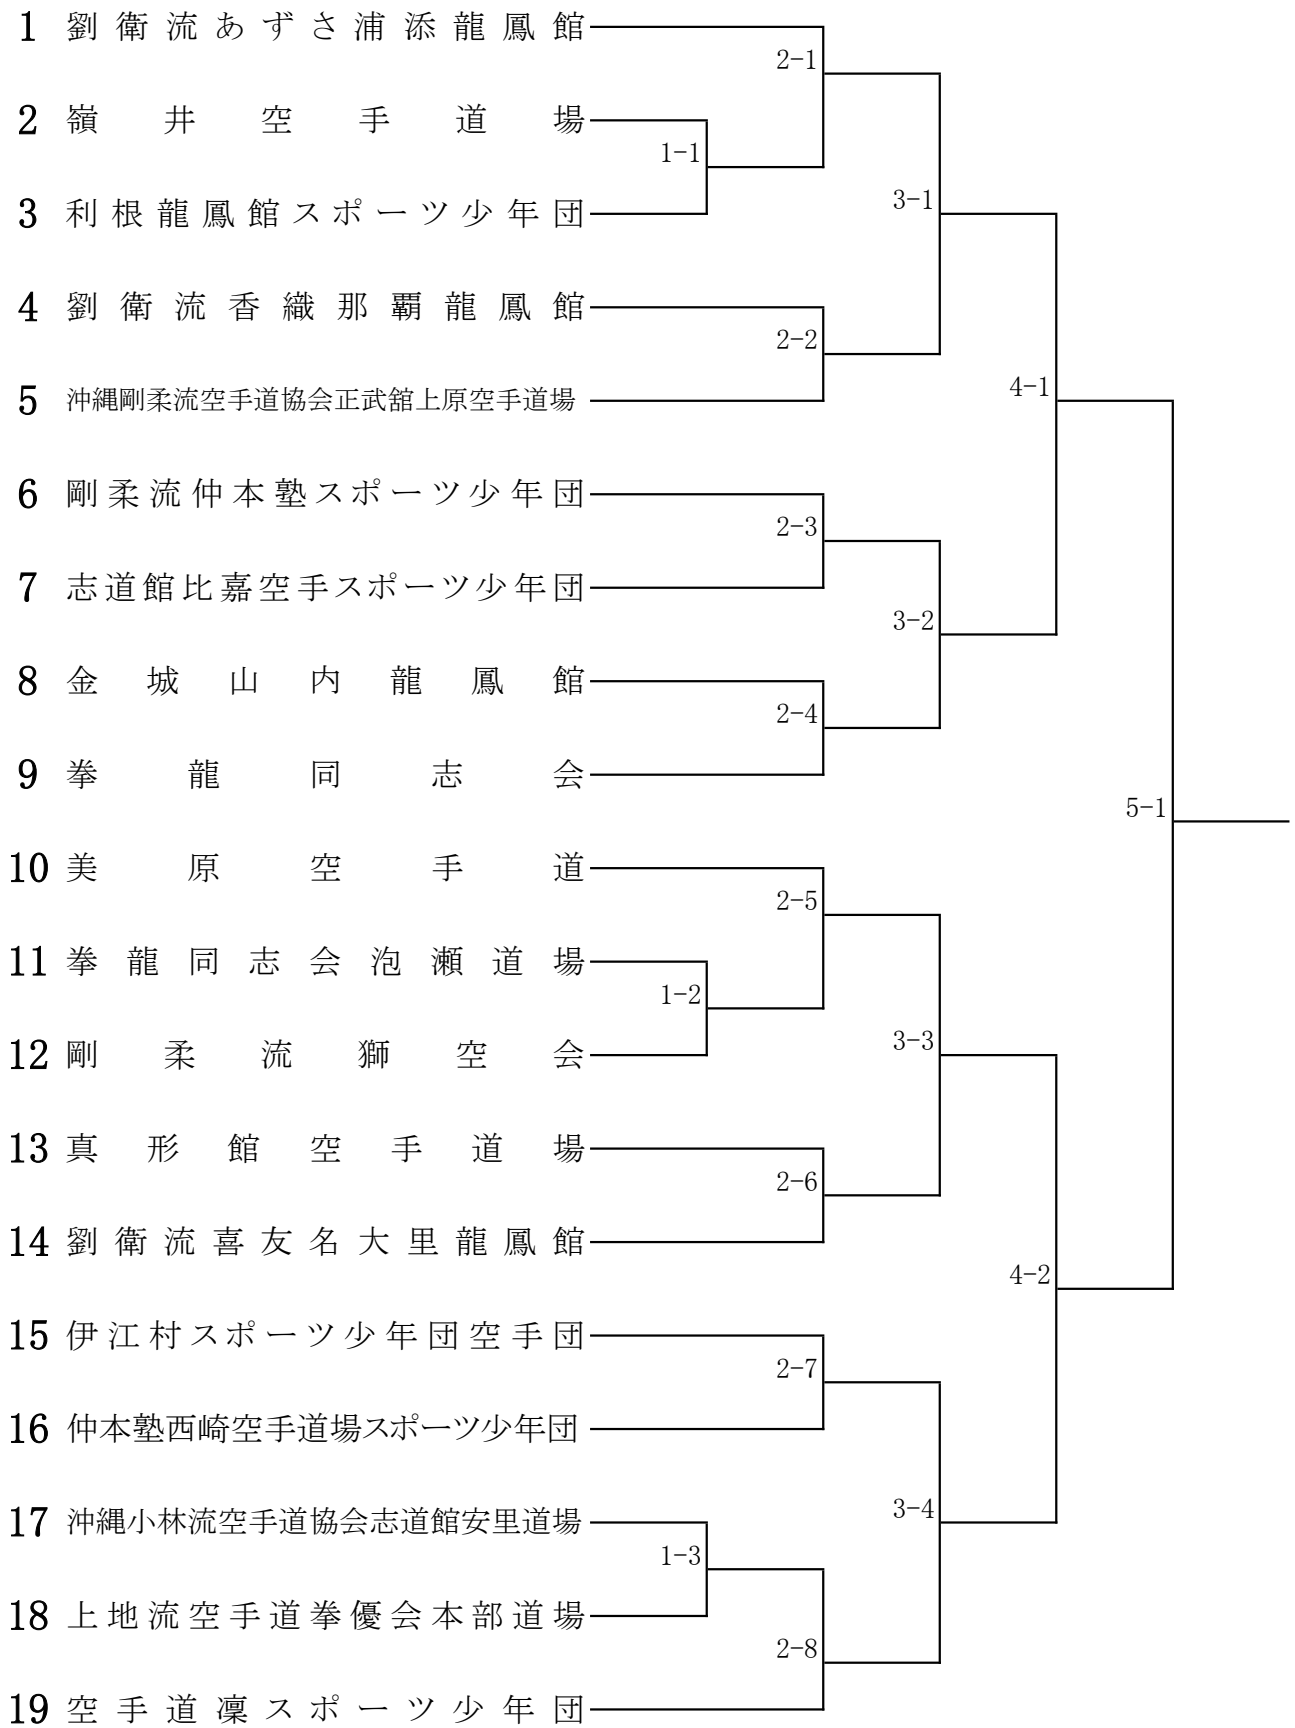 1 劉衛流あずさ浦添龍鳳館
2-1
2 嶺井空手道場
1-1
3 利根龍鳳館スポーツ少年団
3-1
4 劉衛流香織那覇龍鳳館
2-2
4-1
5 沖縄剛柔流空手道協会正武舘上原空手道場
6 剛柔流仲本塾スポーツ少年団
2-3
7 志道館比嘉空手スポーツ少年団
3-2
8 金城山内龍鳳館
2-4
9 拳龍同志会
5-1
10 美原空手道
2-5
11 拳龍同志会泡瀬道場
1-2
3-3
12 剛柔流獅空会
13 真形館空手道場
2-6
14 劉衛流喜友名大里龍鳳館
4-2
15 伊江村スポーツ少年団空手団
2-7
16 仲本塾西崎空手道場スポーツ少年団
3-4
17 沖縄小林流空手道協会志道館安里道場
1-3
18 上地流空手道拳優会本部道場
2-8
19 空手道凜スポーツ少年団